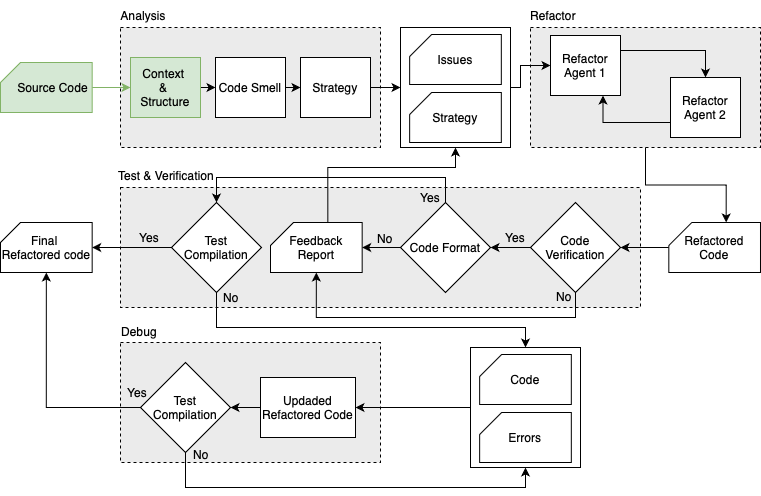 Analysis
Refactor
Source Code
Context
&
Structure
Code Smell
Strategy
Issues
Strategy
Refactor
Agent 1
Refactor
Agent 2
Test & Verification
Final
Refactored code
Yes
Test
Compilation
No
Feedback
Report
No
Yes
Code Format
Yes
Code
Verification
No
Refactored
Code
Debug
Yes
Test
Compilation
No
Updaded
Refactored Code
Code
Errors